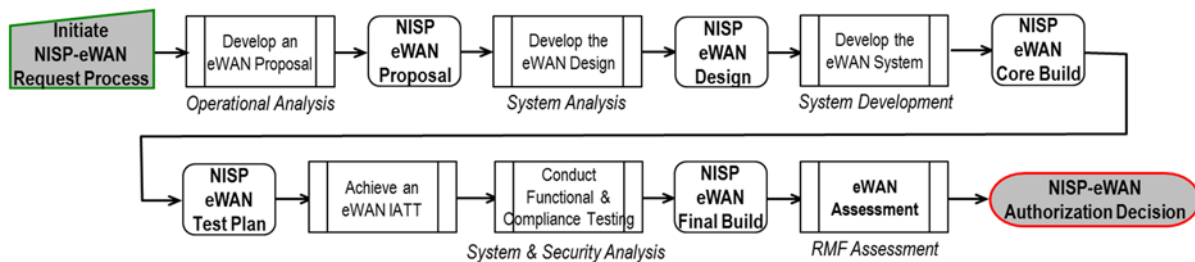 Initiate
NISP-eWAN
Request Process
Develop an
eWAN Proposal
Operational Analysis
NISP
eWAN
Proposal
Develop the
eWAN Design
System Analysis
NISP
eWAN
Design
Develop the
eWAN System
System Development
NISP
eWAN
Core Build
NISP
eWAN
Test Plan
Achieve an
eWAN IATT
Conduct
Functional &
Compliance Testing
System & Security Analysis
NISP
eWAN
Final Build
eWAN
Assessment
RMF Assessment
NISP-eWAN
Authorization Decision